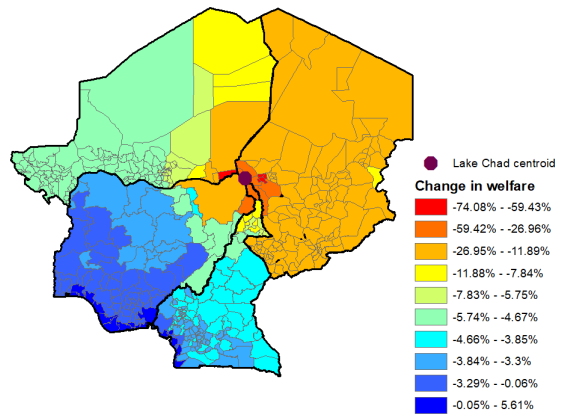 Lake Chad centroid
Change in welfare
-74.08% - -59.43%
-59.42% - -26.96%
-26.95% - -11.89%
-11.88% - -7.84%
-7.83% - -5.75%
-5.74% - -4.67%
-4.66% - -3.85%
-3.84% - -3.3%
-3.29% - -0.06%
-0.05% - 5.61%